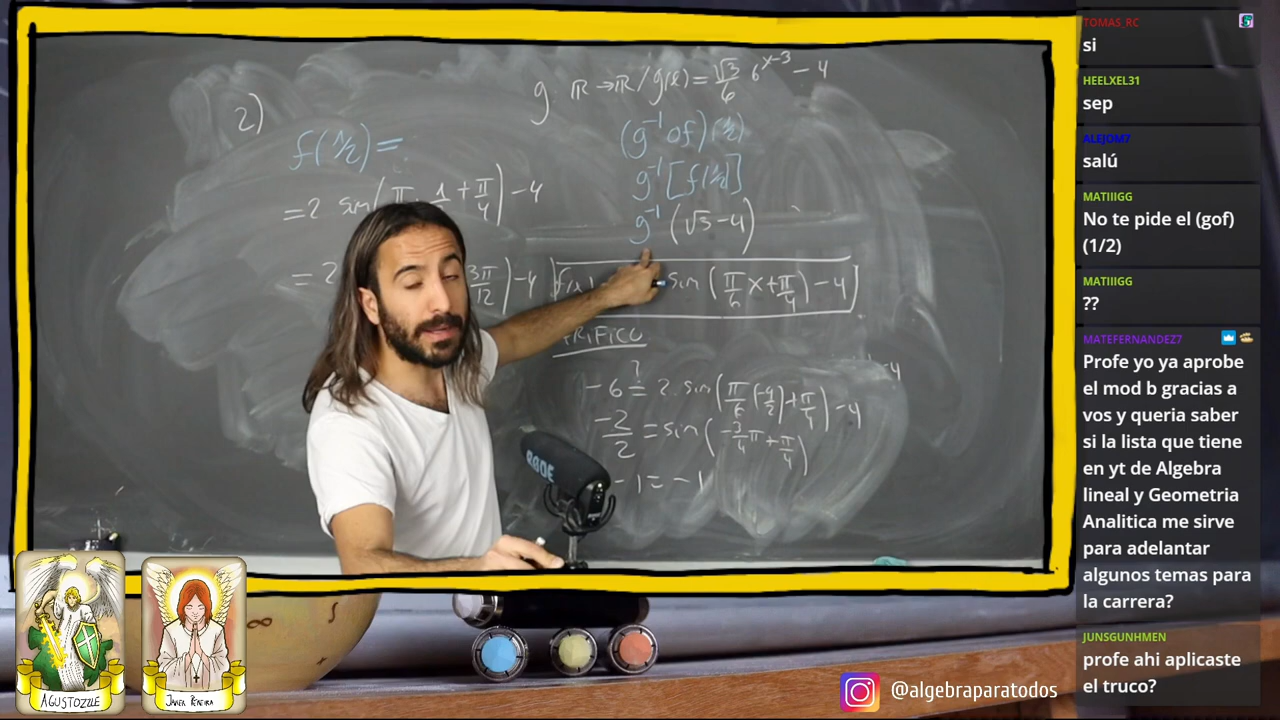 2)
f(1/2)=
=2 sin(π · 1 + π/4) - 4
=2 3π/12) - 4
g ℝ→ℝ/g(x) = √3/6 6^(x-3) - 4
(g⁻¹ o f)(1/2)
g⁻¹[f(1/2)]
g⁻¹(√3 - 4)
sin(π/6 x + π/4) - 4
-6 ?= 2. sin(π/6 (-9/2) + π/4) - 4
-2/2 = sin(-3/4 π + π/4)
-1 = -1
RØDE
AGUSTOZZLE
@algebraparatodos
TOMAS_RC
si
HEELXEL31
sep
ALEJOM7
salú
MATIIIGG
No te pide el (gof)
(1/2)
MATIIIGG
??
MATEFERNANDEZ7
Profe yo ya aprobe
el mod b gracias a
vos y queria saber
si la lista que tiene
en yt de Algebra
lineal y Geometria
Analitica me sirve
para adelantar
algunos temas para
la carrera?
JUNSGUNHMEN
profe ahi aplicaste
el truco?